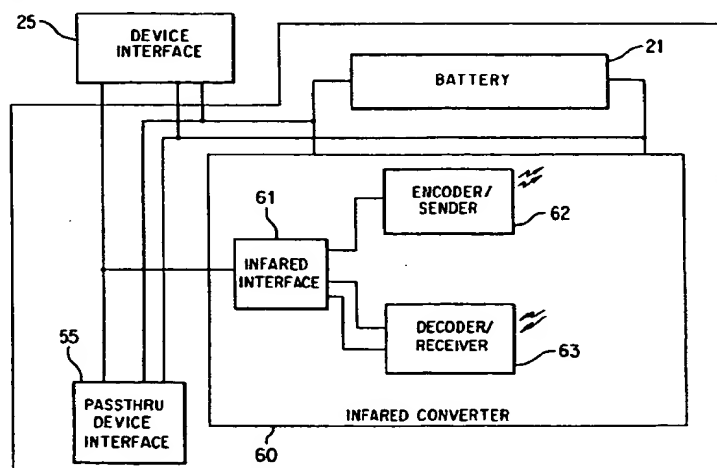 25
DEVICE
INTERFACE
21
BATTERY
61
ENCODER/
SENDER
62
INFARED
INTERFACE
DECODER/
RECEIVER
63
55
PASSTHRU
DEVICE
INTERFACE
INFARED CONVERTER
60